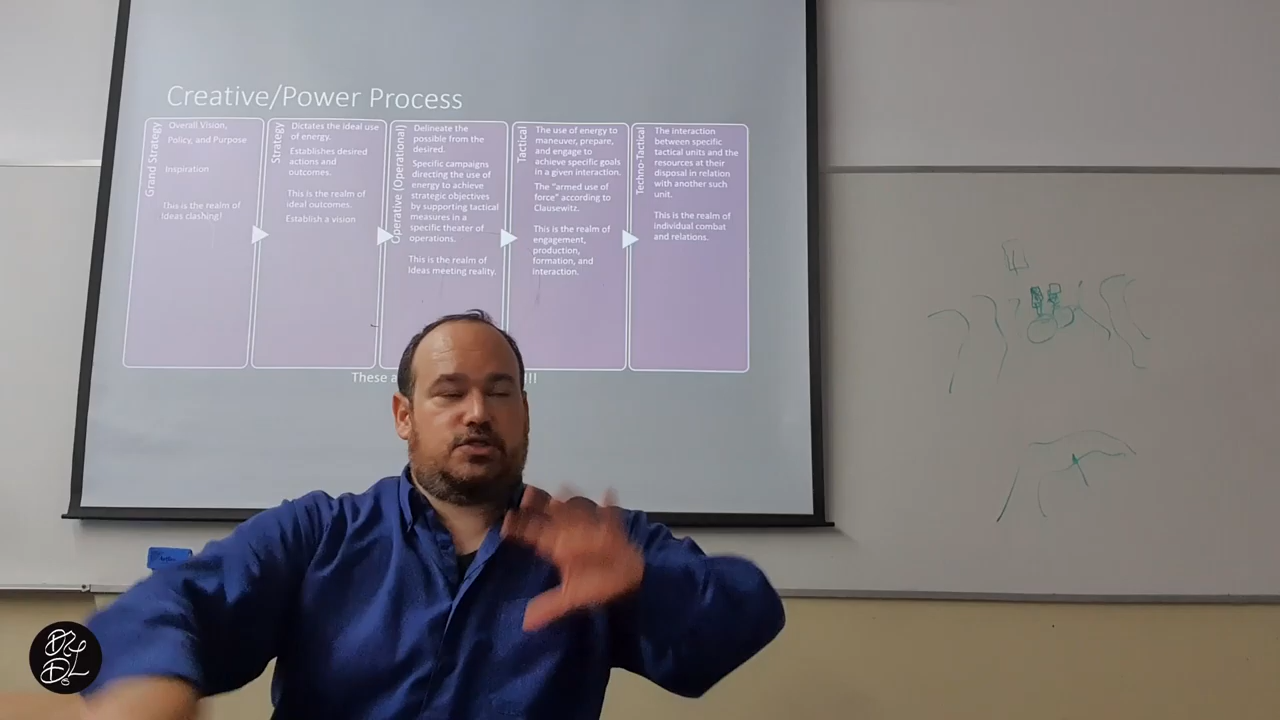 Creative/Power Process
Grand Strategy
Overall Vision,
Policy, and Purpose
Inspiration
This is the realm of
Ideas clashing!
Strategy
Dictates the ideal use
of energy.
Establishes desired
actions and
outcomes.
This is the realm of
ideal outcomes.
Establish a vision
Operative (Operational)
Delineate the
possible from the
desired.
Specific campaigns
directing the use of
energy to achieve
strategic objectives
by supporting tactical
measures in a
specific theater of
operations.
This is the realm of
Ideas meeting reality.
Tactical
The use of energy to
maneuver, prepare,
and engage to
achieve specific goals
in a given interaction.
The "armed use of
force" according to
Clausewitz.
This is the realm of
engagement,
production,
formation, and
interaction.
Techno-Tactical
The interaction
between specific
tactical units and the
resources at their
disposal in relation
with another such
unit.
This is the realm of
individual combat
and relations.
These a
!!!